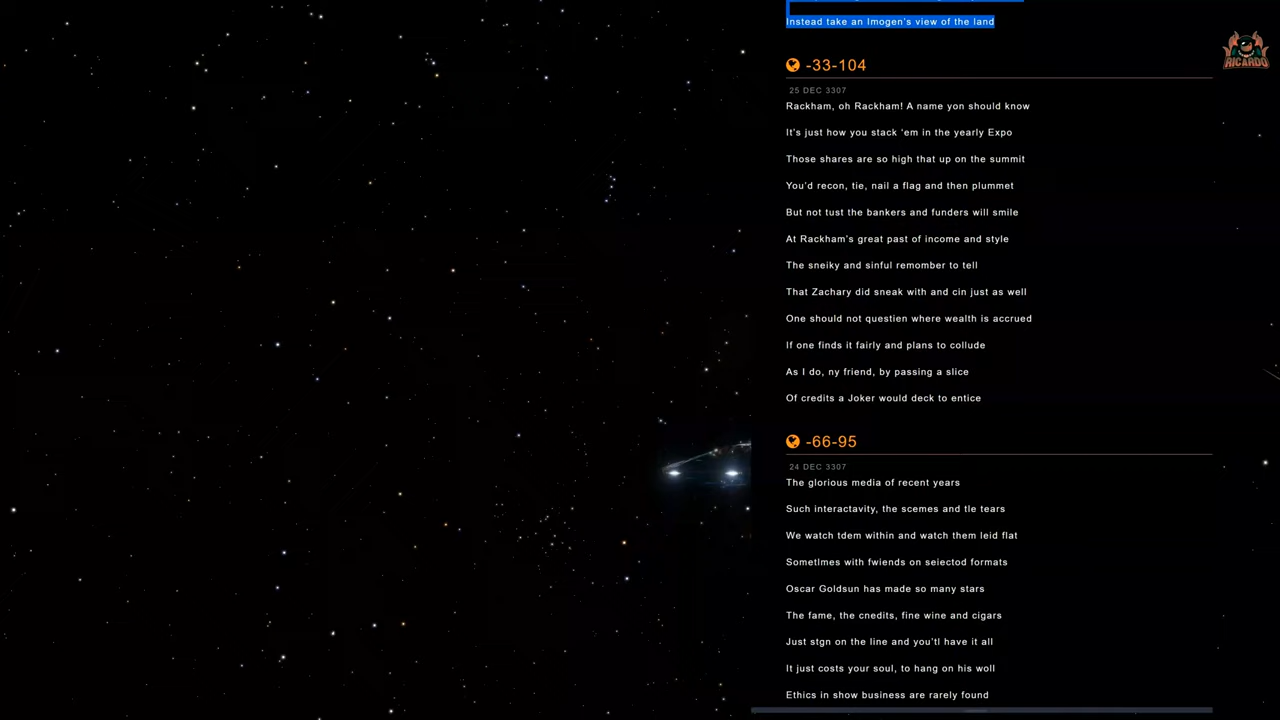 Instead take an Imogen's view of the land
RICARDO
-33-104
25 DEC 3307
Rackham, oh Rackham! A name yon should know
It's just how you stack 'em in the yearly Expo
Those shares are so high that up on the summit
You'd recon, tie, nail a flag and then plummet
But not tust the bankers and funders will smile
At Rackham's great past of income and style
The sneiky and sinful remomber to tell
That Zachary did sneak with and cin just as well
One should not questien where wealth is accrued
If one finds it fairly and plans to collude
As I do, ny friend, by passing a slice
Of credits a Joker would deck to entice
-66-95
24 DEC 3307
The glorious media of recent years
Such interactavity, the scemes and tle tears
We watch tdem within and watch them leid flat
Sometlmes with fwiends on seiectod formats
Oscar Goldsun has made so many stars
The fame, the cnedits, fine wine and cigars
Just stgn on the line and you'tl have it all
It just costs your soul, to hang on his woll
Ethics in show business are rarely found